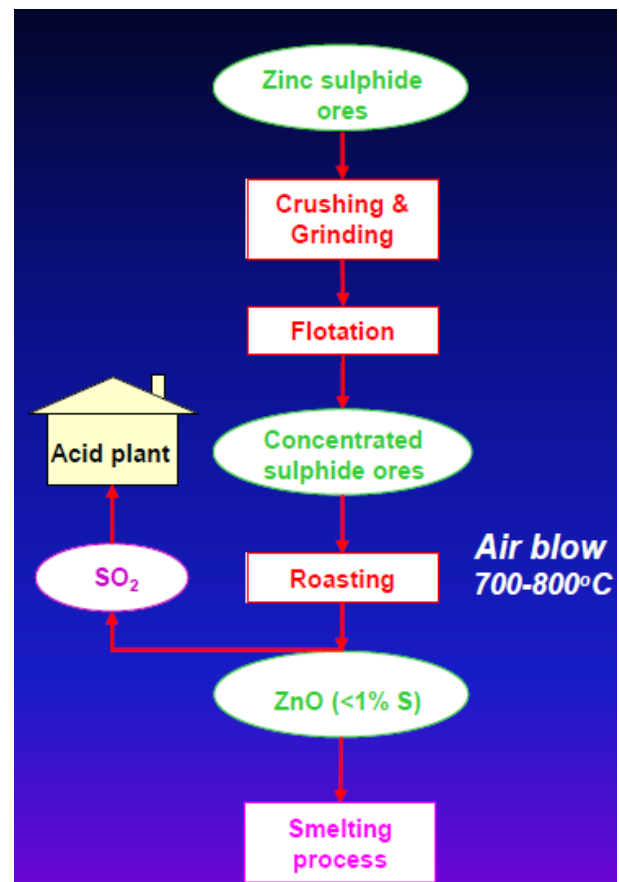 Zinc sulphide
ores
Crushing &
Grinding
Flotation
Concentrated
sulphide ores
Acid plant
Air blow
700-800°C
Roasting
SO₂
ZnO (<1% S)
Smelting
process